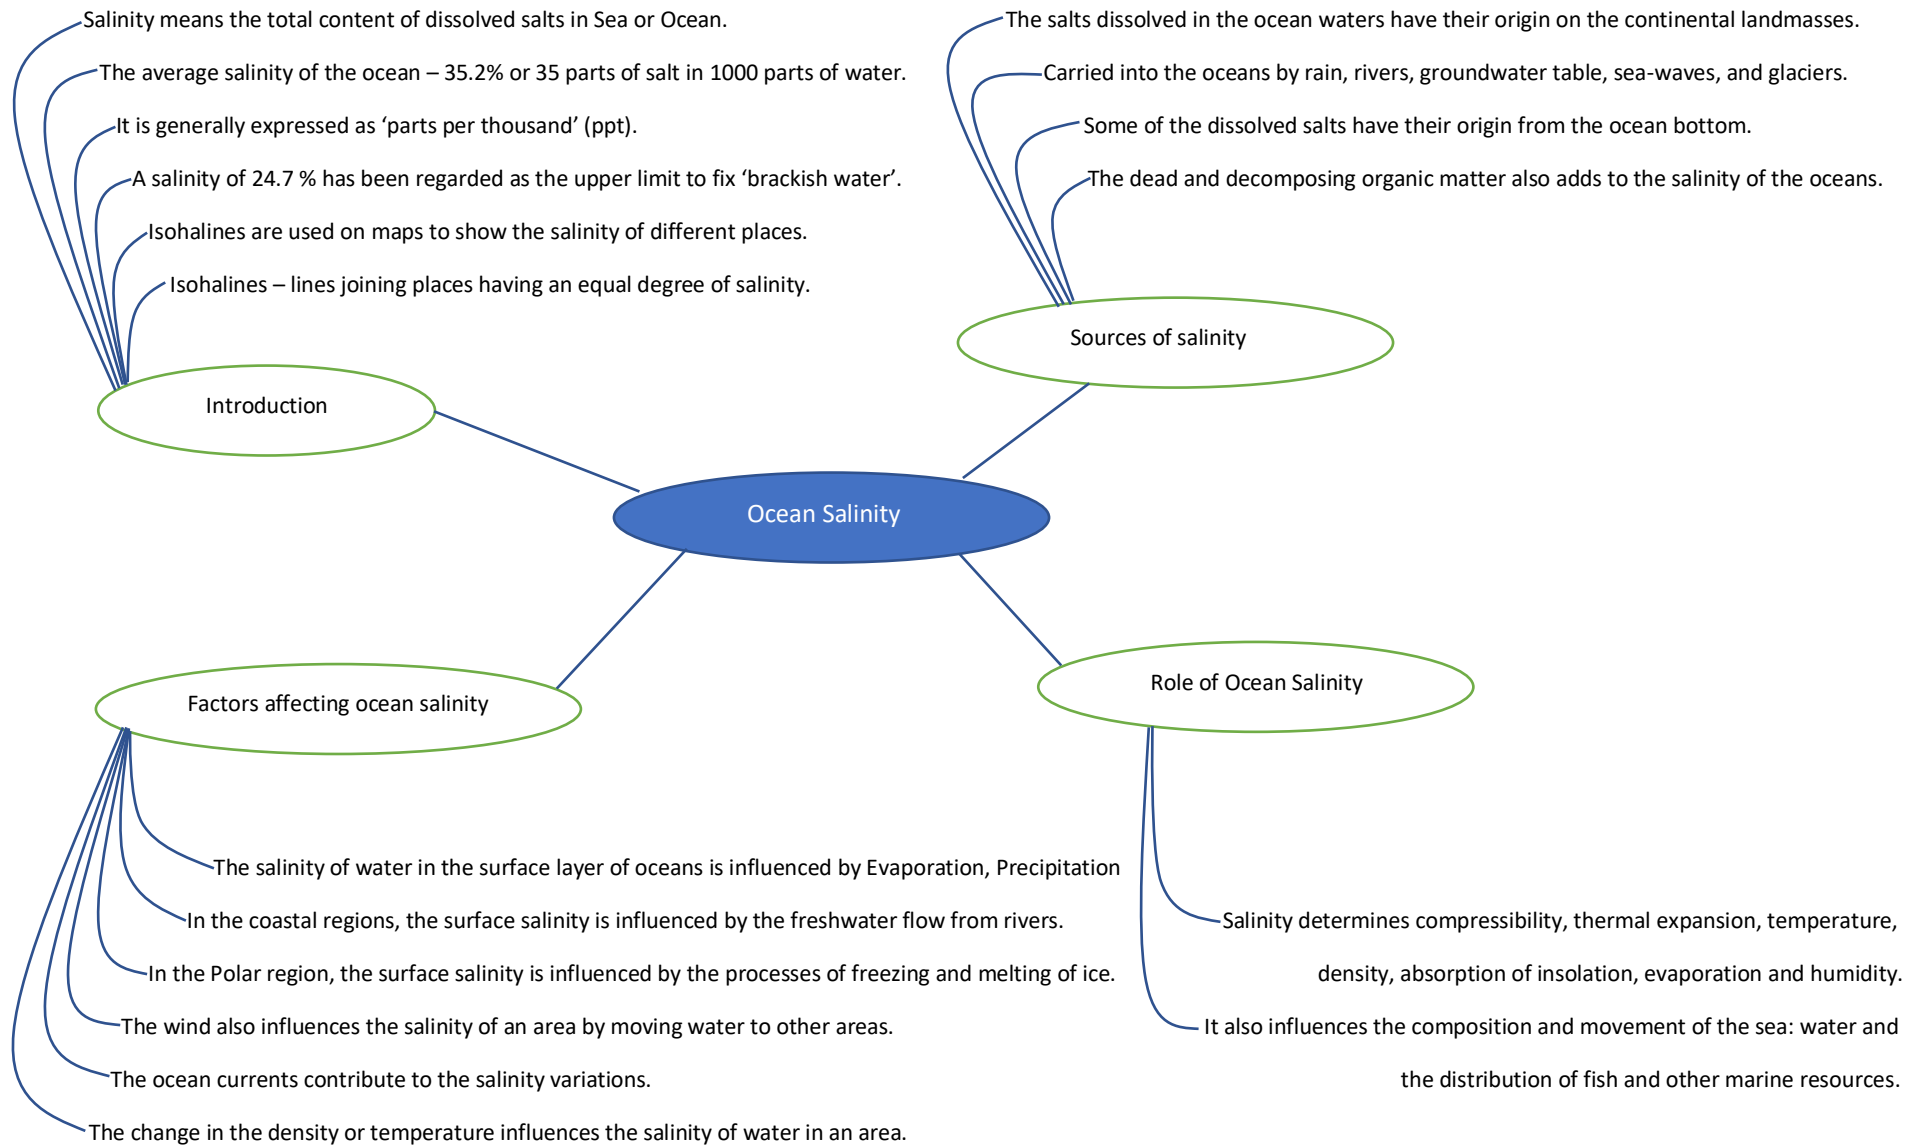 Salinity means the total content of dissolved salts in Sea or Ocean.
The average salinity of the ocean – 35.2% or 35 parts of salt in 1000 parts of water.
It is generally expressed as ‘parts per thousand’ (ppt).
A salinity of 24.7 % has been regarded as the upper limit to fix ‘brackish water’.
Isohalines are used on maps to show the salinity of different places.
Isohalines – lines joining places having an equal degree of salinity.
Introduction
The salts dissolved in the ocean waters have their origin on the continental landmasses.
Carried into the oceans by rain, rivers, groundwater table, sea-waves, and glaciers.
Some of the dissolved salts have their origin from the ocean bottom.
The dead and decomposing organic matter also adds to the salinity of the oceans.
Sources of salinity
Ocean Salinity
Factors affecting ocean salinity
The salinity of water in the surface layer of oceans is influenced by Evaporation, Precipitation
In the coastal regions, the surface salinity is influenced by the freshwater flow from rivers.
In the Polar region, the surface salinity is influenced by the processes of freezing and melting of ice.
The wind also influences the salinity of an area by moving water to other areas.
The ocean currents contribute to the salinity variations.
The change in the density or temperature influences the salinity of water in an area.
Role of Ocean Salinity
Salinity determines compressibility, thermal expansion, temperature,
density, absorption of insolation, evaporation and humidity.
It also influences the composition and movement of the sea: water and
the distribution of fish and other marine resources.